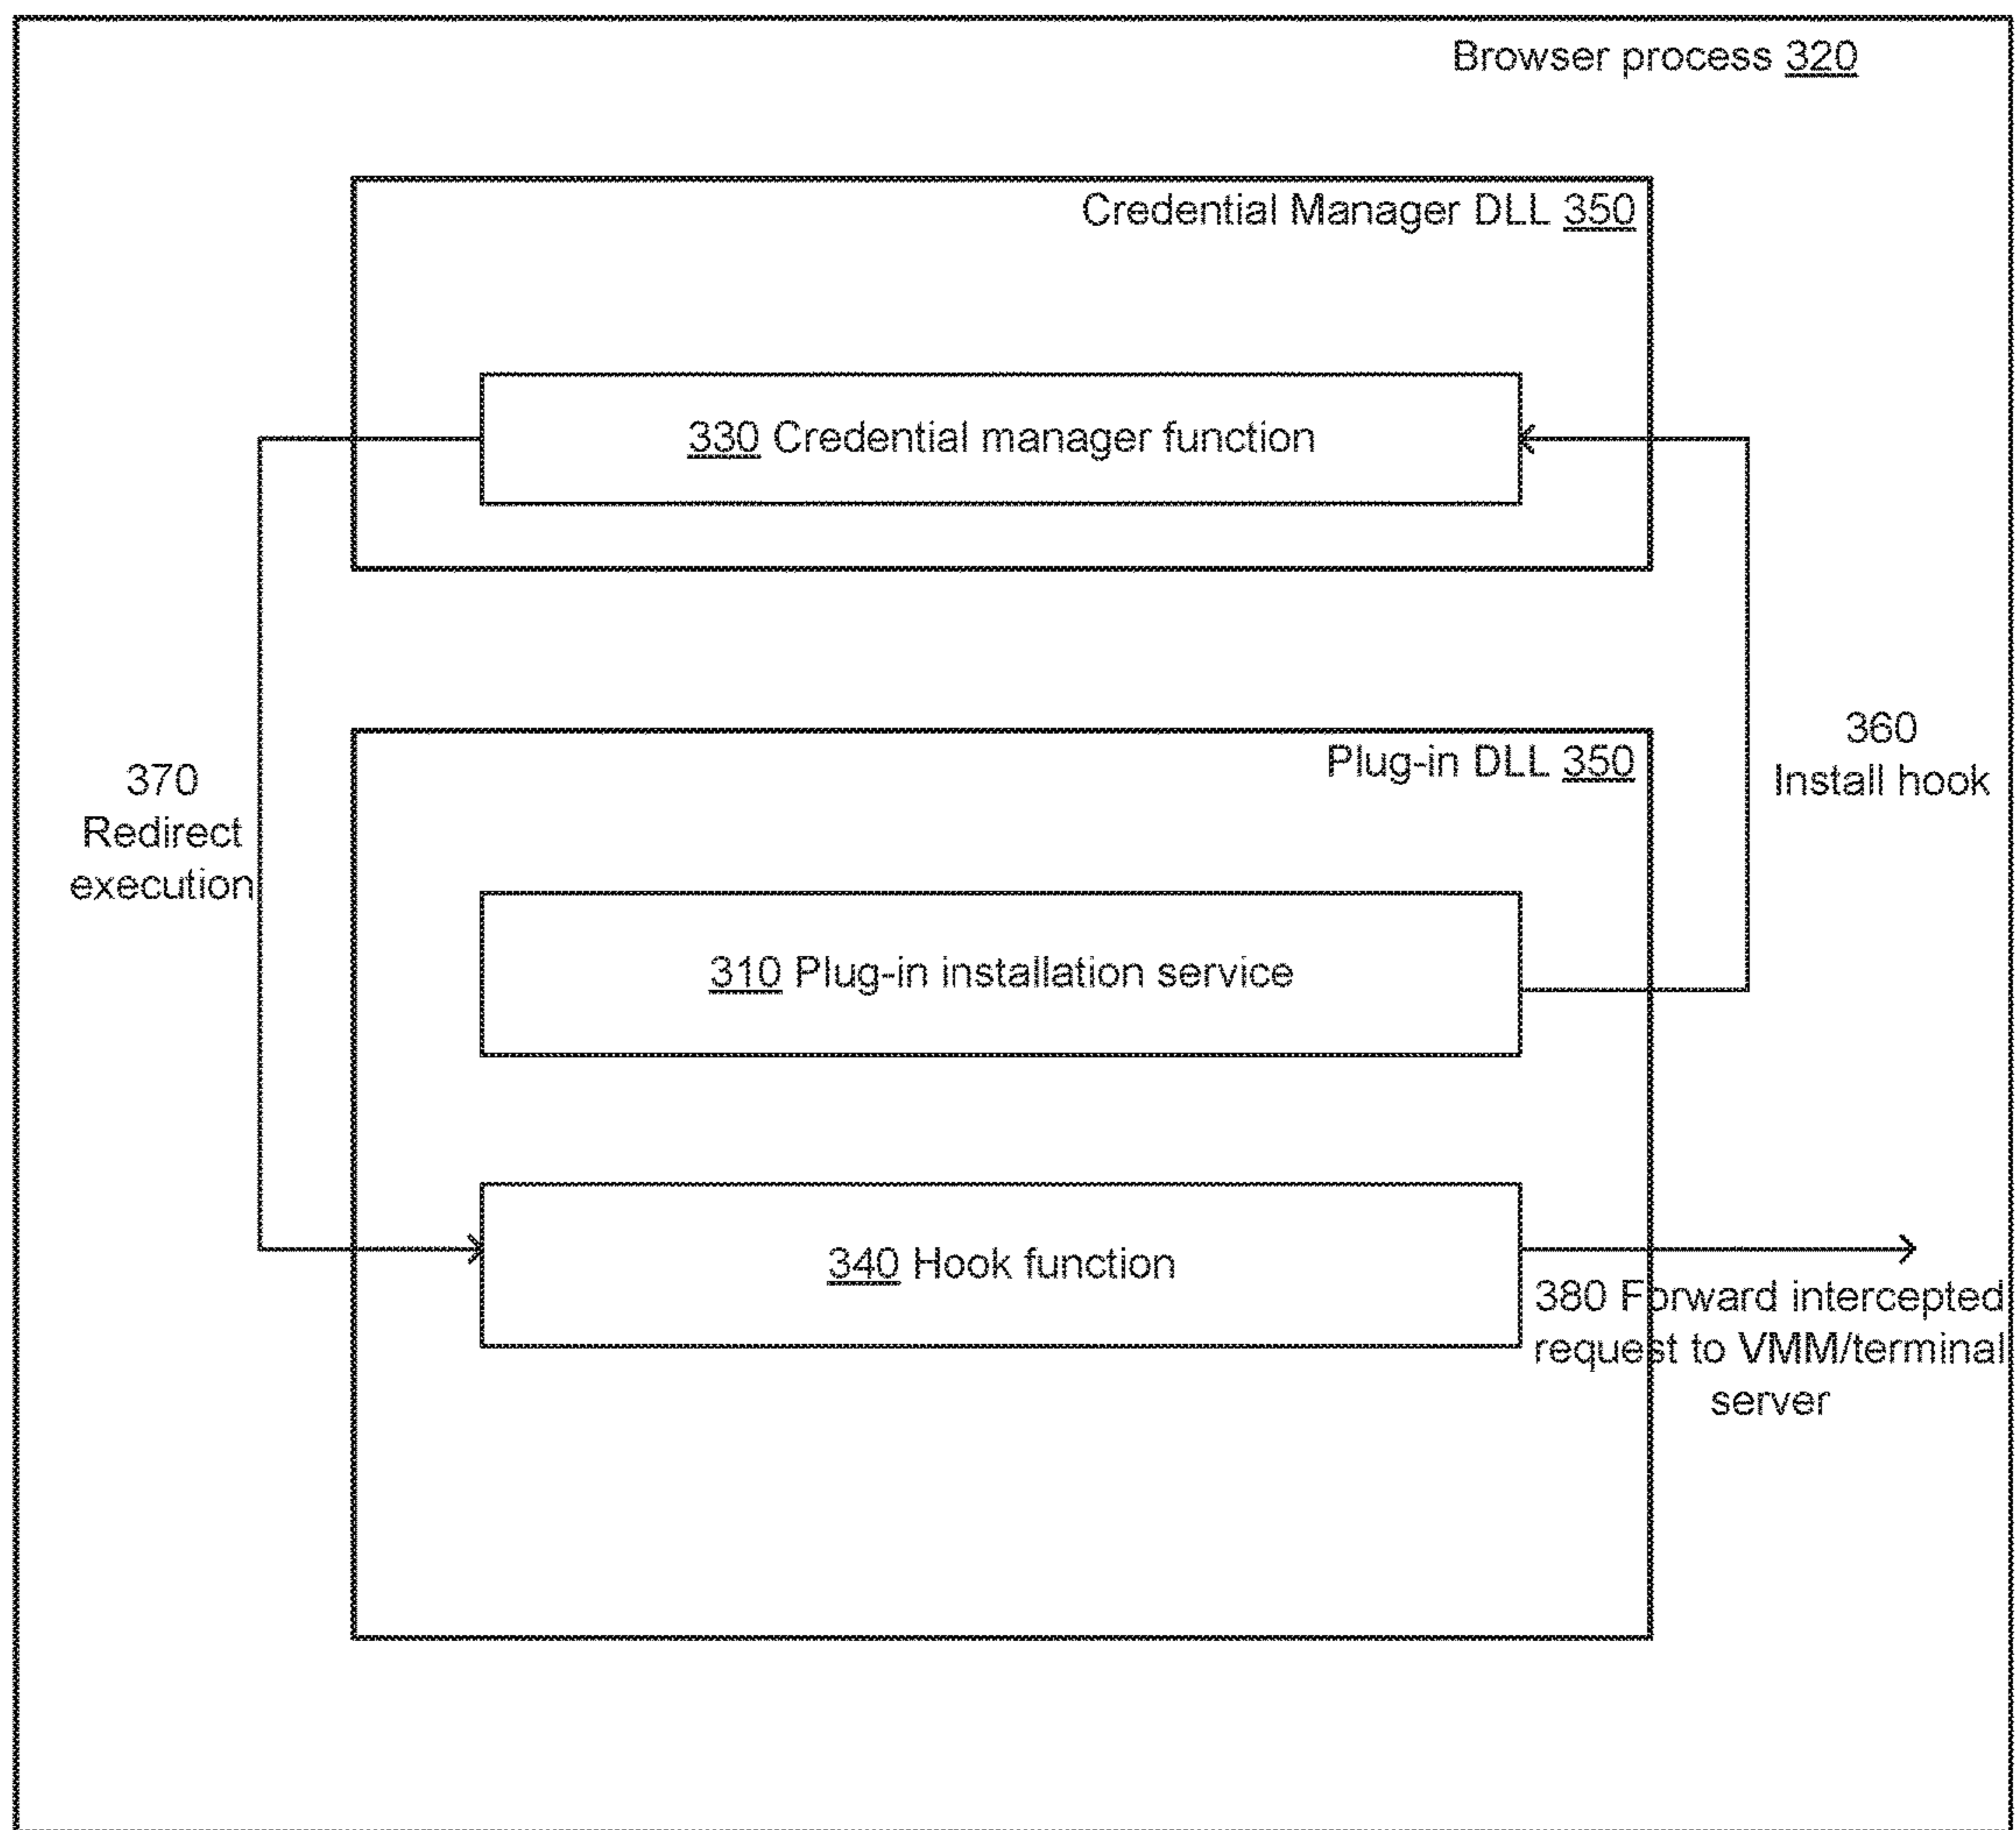 Browser process 320
Credential Manager DLL 350
330 Credential manager function
360
Install hook
Plug-in DLL 350
370
Redirect
execution
310 Plug-in installation service
340 Hook function
380 Forward intercepted
request to VMM/terminal
server